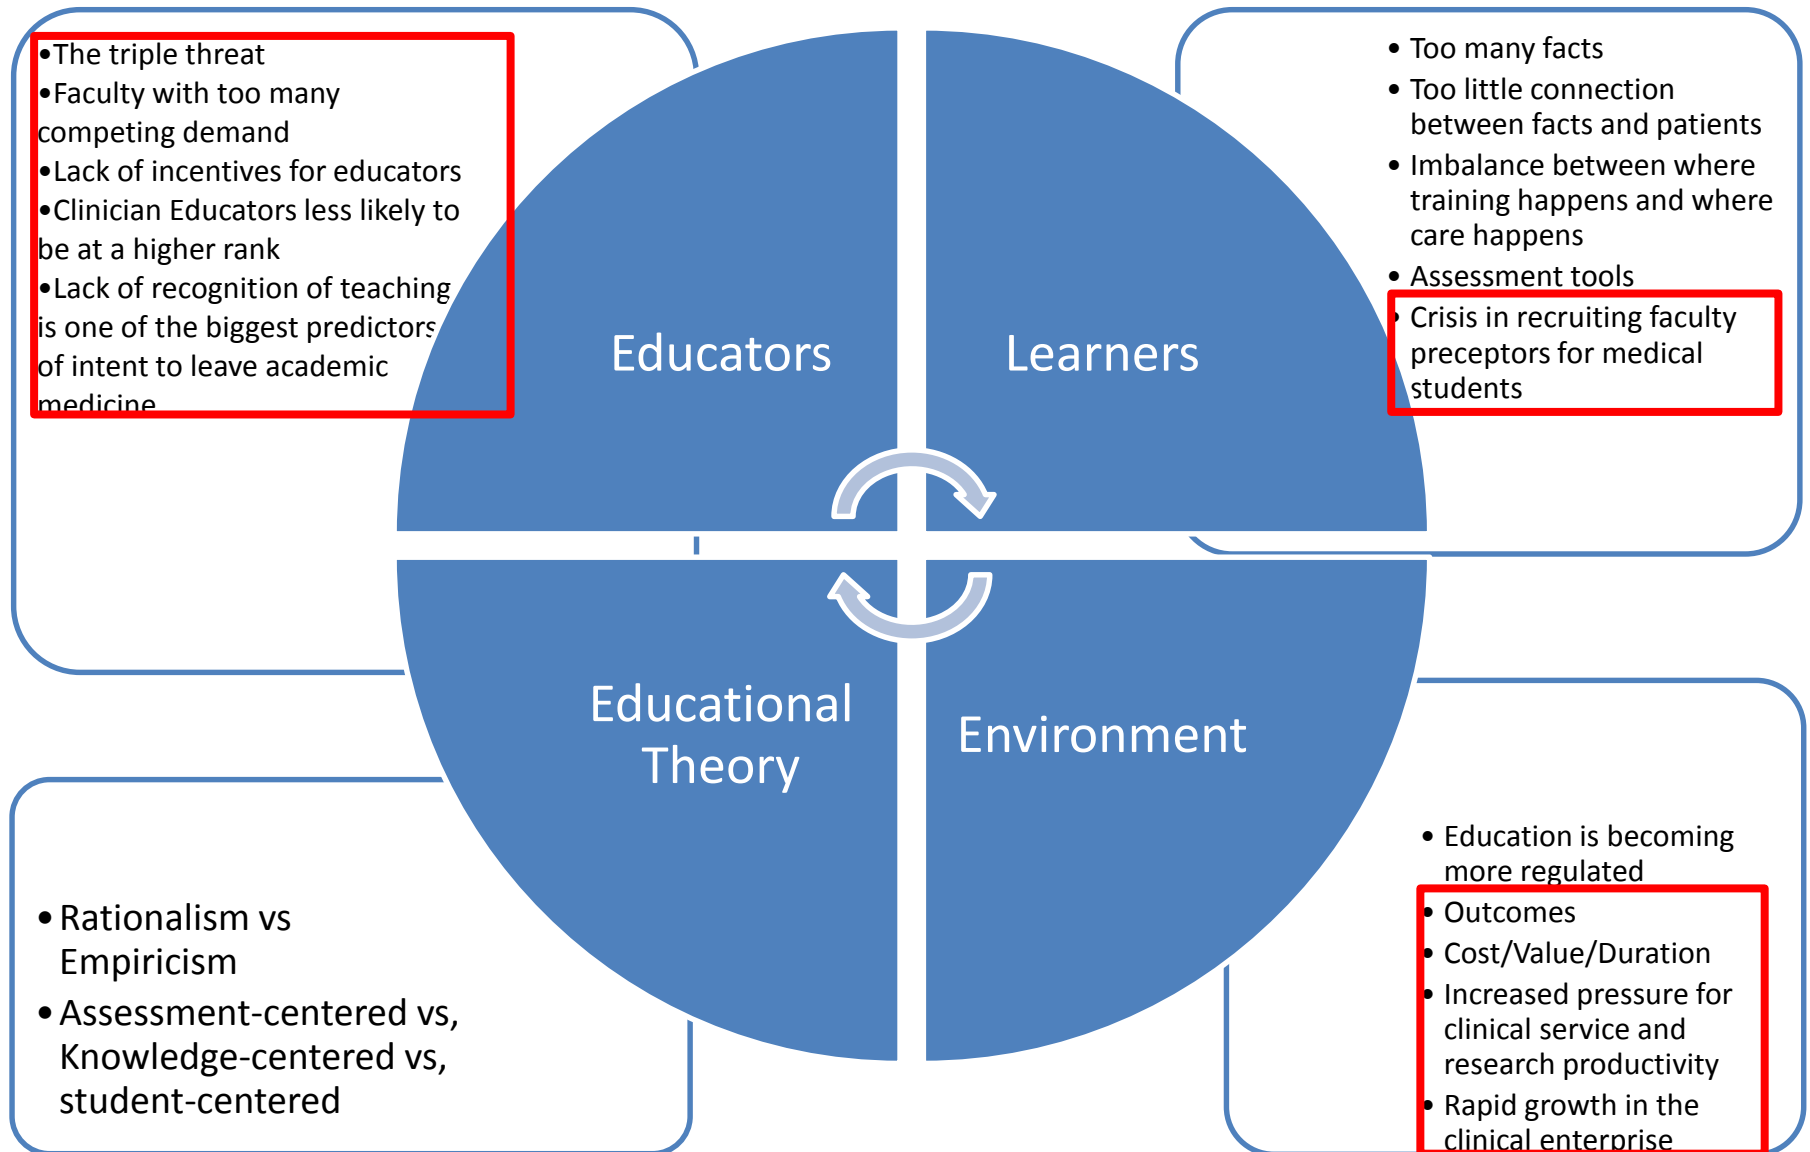 •The triple threat
•Faculty with too many
competing demand
•Lack of incentives for educators
•Clinician Educators less likely to
be at a higher rank
•Lack of recognition of teaching
is one of the biggest predictors
of intent to leave academic
medicine
• Too many facts
• Too little connection
between facts and patients
• Imbalance between where
training happens and where
care happens
• Assessment tools
• Crisis in recruiting faculty
preceptors for medical
students
Educators
Learners
Educational
Theory
Environment
• Rationalism vs
Empiricism
• Assessment-centered vs,
Knowledge-centered vs,
student-centered
• Education is becoming
more regulated
• Outcomes
• Cost/Value/Duration
• Increased pressure for
clinical service and
research productivity
• Rapid growth in the
clinical enterprise